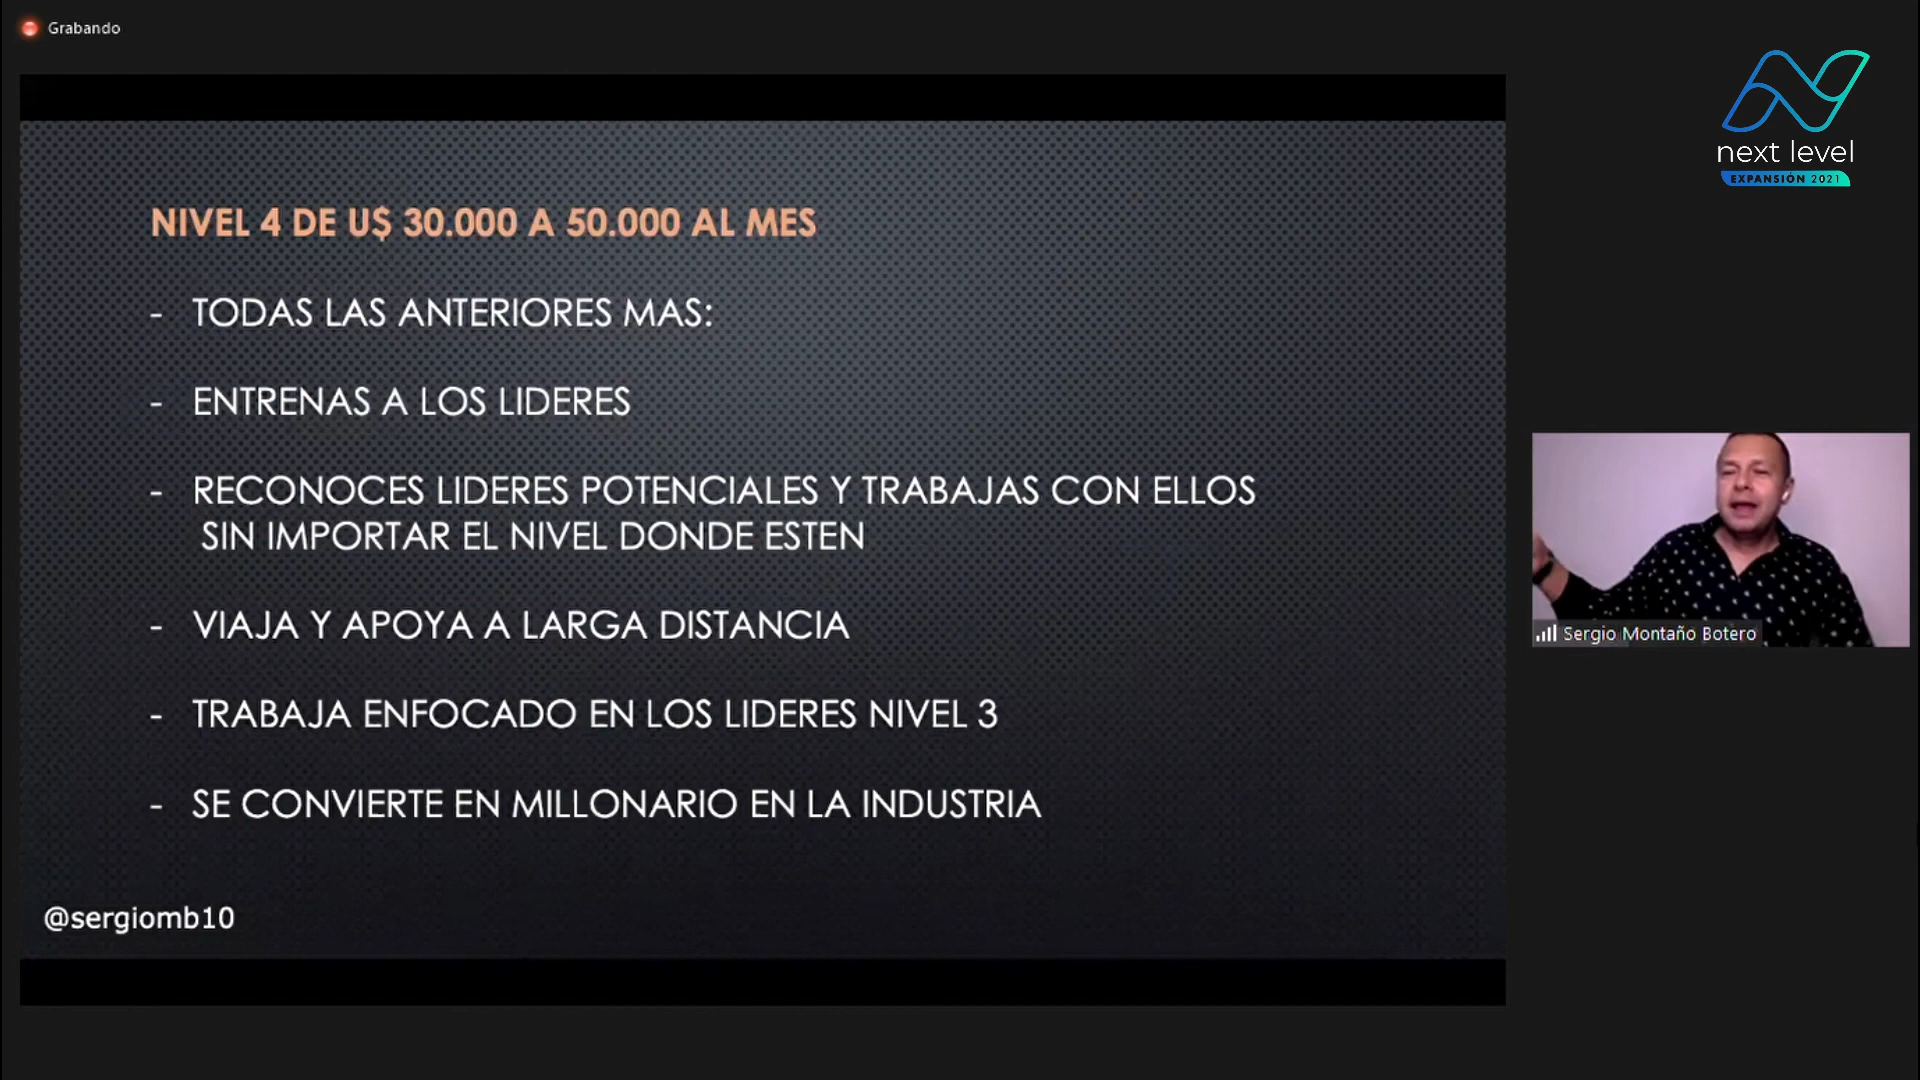 Grabando
next level
EXPANSIÓN 2021
NIVEL 4 DE U$ 30.000 A 50.000 AL MES
- TODAS LAS ANTERIORES MAS:
- ENTRENAS A LOS LIDERES
- RECONOCES LIDERES POTENCIALES Y TRABAJAS CON ELLOS
SIN IMPORTAR EL NIVEL DONDE ESTEN
- VIAJA Y APOYA A LARGA DISTANCIA
- TRABAJA ENFOCADO EN LOS LIDERES NIVEL 3
- SE CONVIERTE EN MILLONARIO EN LA INDUSTRIA
@sergiomb10
Sergio Montaño Botero